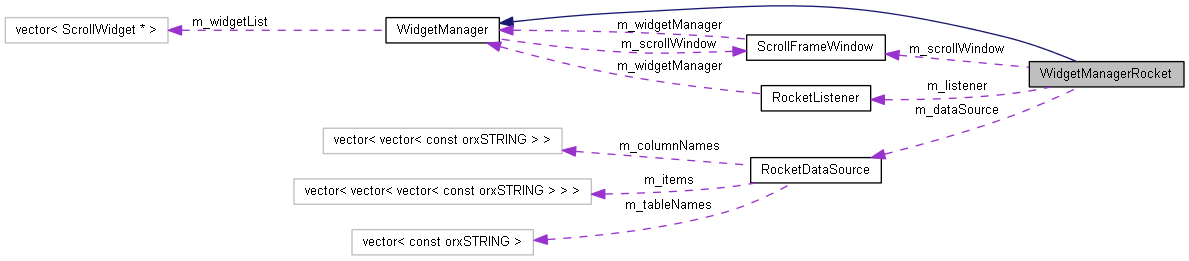 m_widgetList
m_widgetManager
vector< ScrollWidget * >
WidgetManager
m_scrollWindow
ScrollFrameWindow
m_scrollWindow
m_widgetManager
WidgetManagerRocket
m_listener
RocketListener
m_dataSource
vector< vector< const orxSTRING > >
m_columnNames
RocketDataSource
m_items
vector< vector< vector< const orxSTRING > > >
m_tableNames
vector< const orxSTRING >